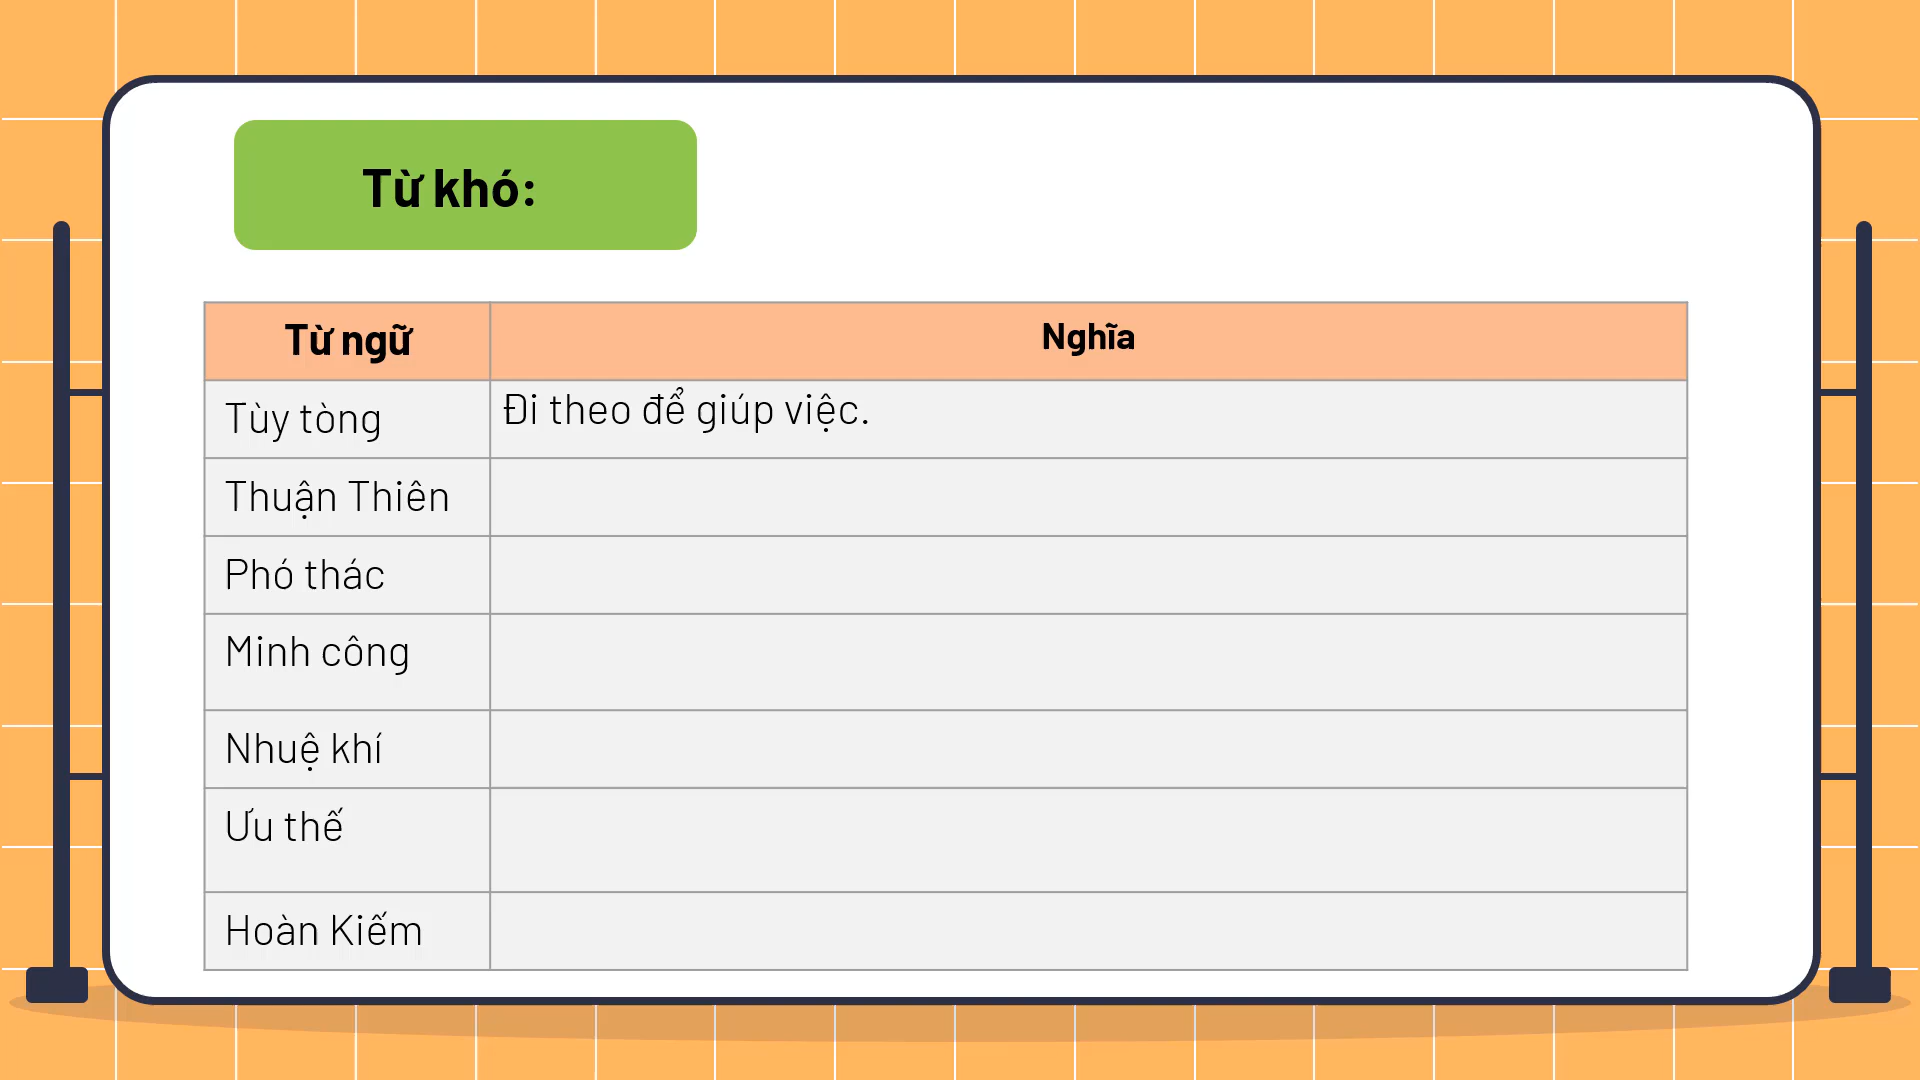 Từ khó:
Từ ngữ
Nghĩa
Tùy tòng
Đi theo để giúp việc.
Thuận Thiên
Phó thác
Minh công
Nhuệ khí
Ưu thế
Hoàn Kiếm